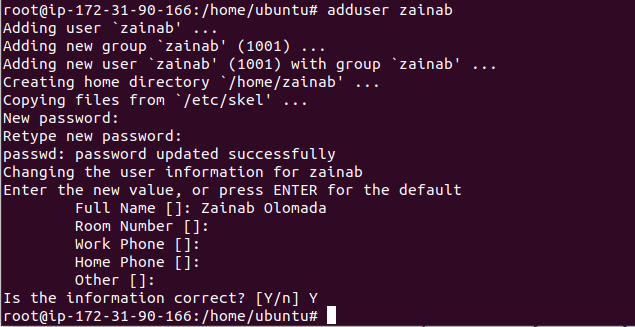 root@ip-172-31-90-166:/home/ubuntu# adduser zainab
Adding user `zainab' ...
Adding new group `zainab' (1001) ...
Adding new user `zainab' (1001) with group `zainab' ...
Creating home directory `/home/zainab' ...
Copying files from `/etc/skel' ...
New password:
Retype new password:
passwd: password updated successfully
Changing the user information for zainab
Enter the new value, or press ENTER for the default
        Full Name []: Zainab Olomada
        Room Number []:
        Work Phone []:
        Home Phone []:
        Other []:
Is the information correct? [Y/n] Y
root@ip-172-31-90-166:/home/ubuntu#